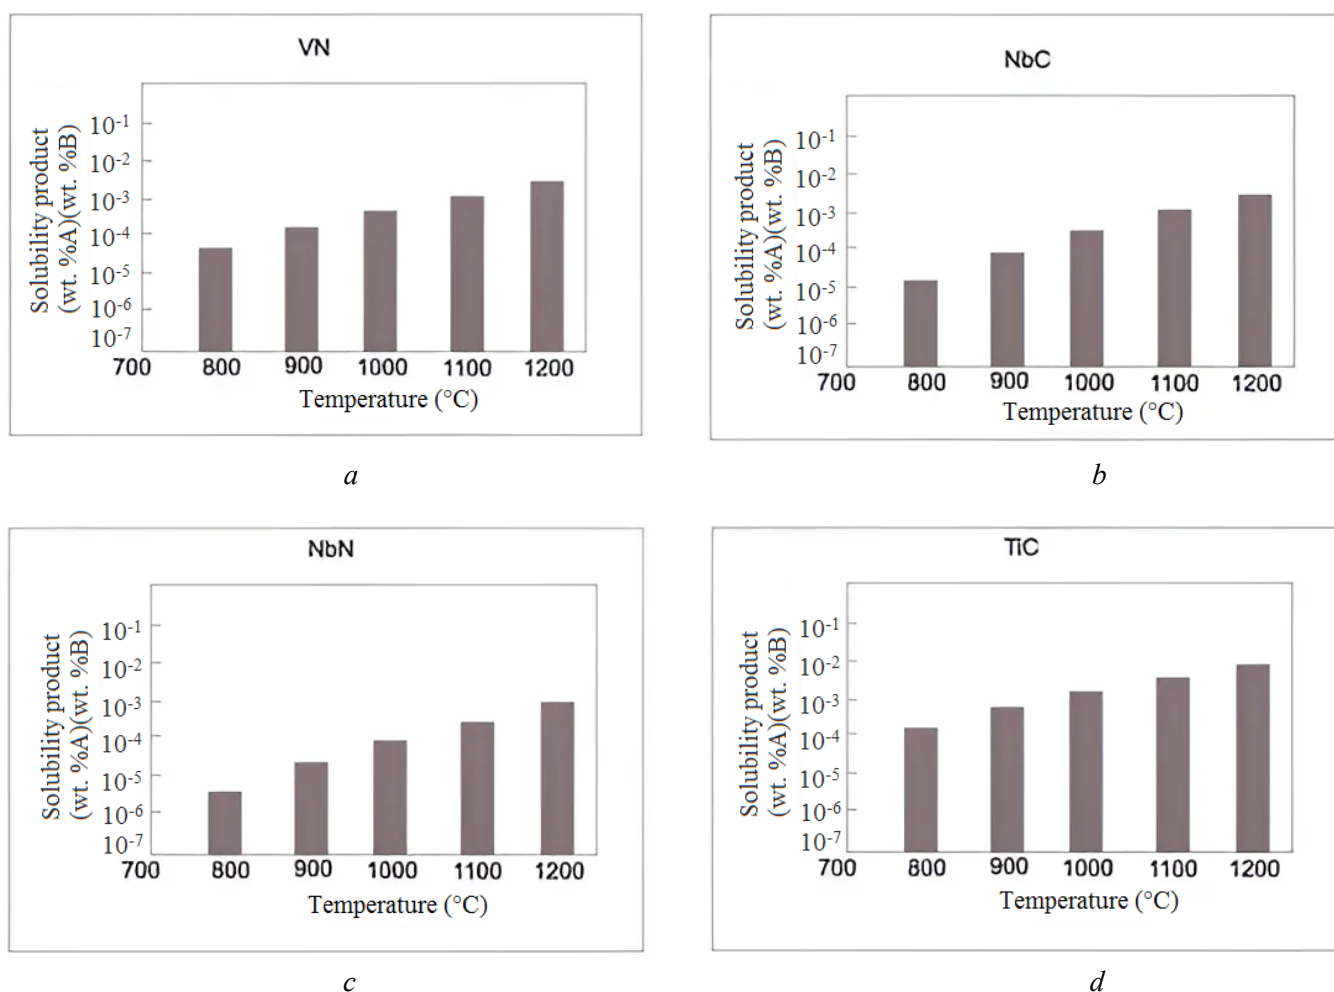 VN
Solubility product
(wt. %A)(wt. %B)
10⁻¹
10⁻²
10⁻³
10⁻⁴
10⁻⁵
10⁻⁶
10⁻⁷
700 800 900 1000 1100 1200
Temperature (°C)
a
NbC
Solubility product
(wt. %A)(wt. %B)
10⁻¹
10⁻²
10⁻³
10⁻⁴
10⁻⁵
10⁻⁶
10⁻⁷
700 800 900 1000 1100 1200
Temperature (°C)
b
NbN
Solubility product
(wt. %A)(wt. %B)
10⁻¹
10⁻²
10⁻³
10⁻⁴
10⁻⁵
10⁻⁶
10⁻⁷
700 800 900 1000 1100 1200
Temperature (°C)
c
TiC
Solubility product
(wt. %A)(wt. %B)
10⁻¹
10⁻²
10⁻³
10⁻⁴
10⁻⁵
10⁻⁶
10⁻⁷
700 800 900 1000 1100 1200
Temperature (°C)
d